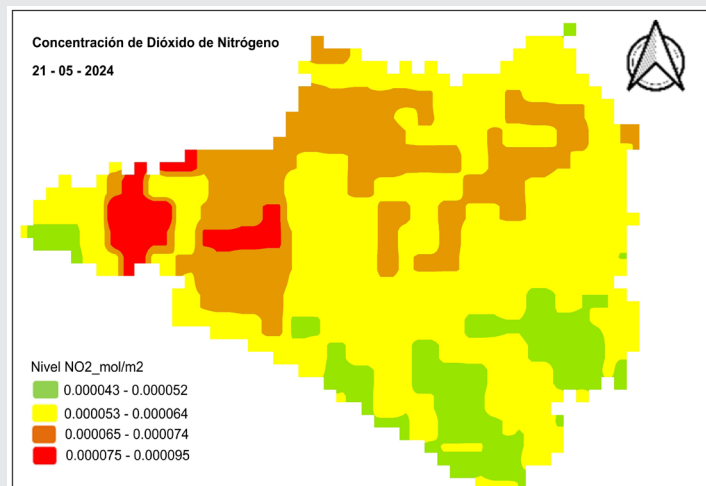 Concentración de Dióxido de Nitrógeno
21 - 05 - 2024
Nivel NO2_mol/m2
0.000043 - 0.000052
0.000053 - 0.000064
0.000065 - 0.000074
0.000075 - 0.000095